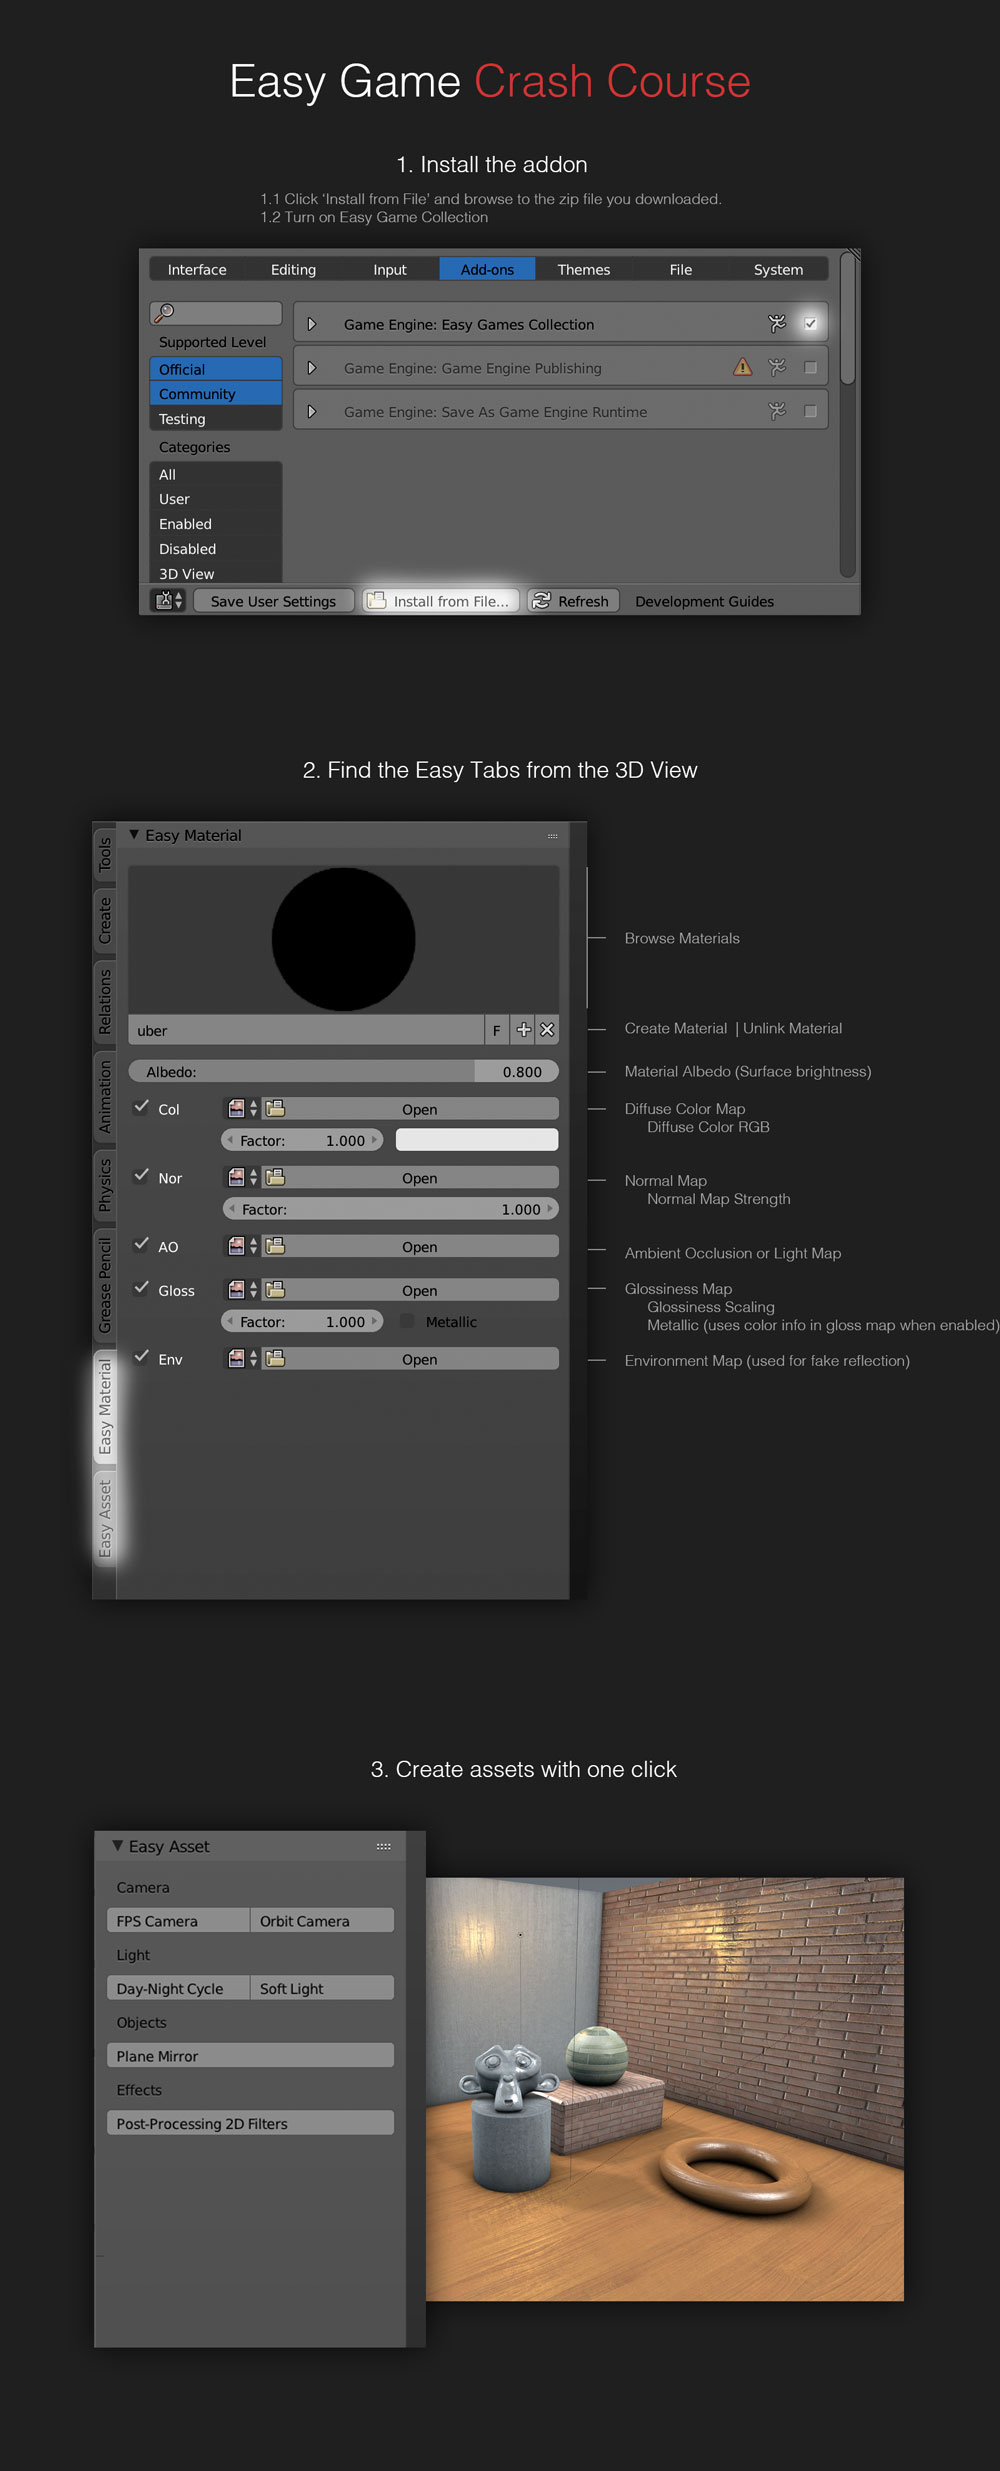 Easy Game Crash Course
1. Install the addon
1.1 Click ‘Install from File’ and browse to the zip file you downloaded.
1.2 Turn on Easy Game Collection
Interface Editing Input Add-ons Themes File System
Supported Level
Official
Community
Testing
Categories
All
User
Enabled
Disabled
3D View
Game Engine: Easy Games Collection
Game Engine: Game Engine Publishing
Game Engine: Save As Game Engine Runtime
Save User Settings Install from File... Refresh Development Guides
2. Find the Easy Tabs from the 3D View
Tools
Create
Relations
Animation
Physics
Grease Pencil
Easy Material
Easy Asset
Easy Material
Browse Materials
uber F
Create Material | Unlink Material
Albedo: 0.800
Material Albedo (Surface brightness)
Col Open
Diffuse Color Map
Factor: 1.000
Diffuse Color RGB
Nor Open
Normal Map
Factor: 1.000
Normal Map Strength
AO Open
Ambient Occlusion or Light Map
Gloss Open
Glossiness Map
Glossiness Scaling
Factor: 1.000 Metallic
Metallic (uses color info in gloss map when enabled)
Env Open
Environment Map (used for fake reflection)
3. Create assets with one click
Easy Asset
Camera
FPS Camera Orbit Camera
Light
Day-Night Cycle Soft Light
Objects
Plane Mirror
Effects
Post-Processing 2D Filters